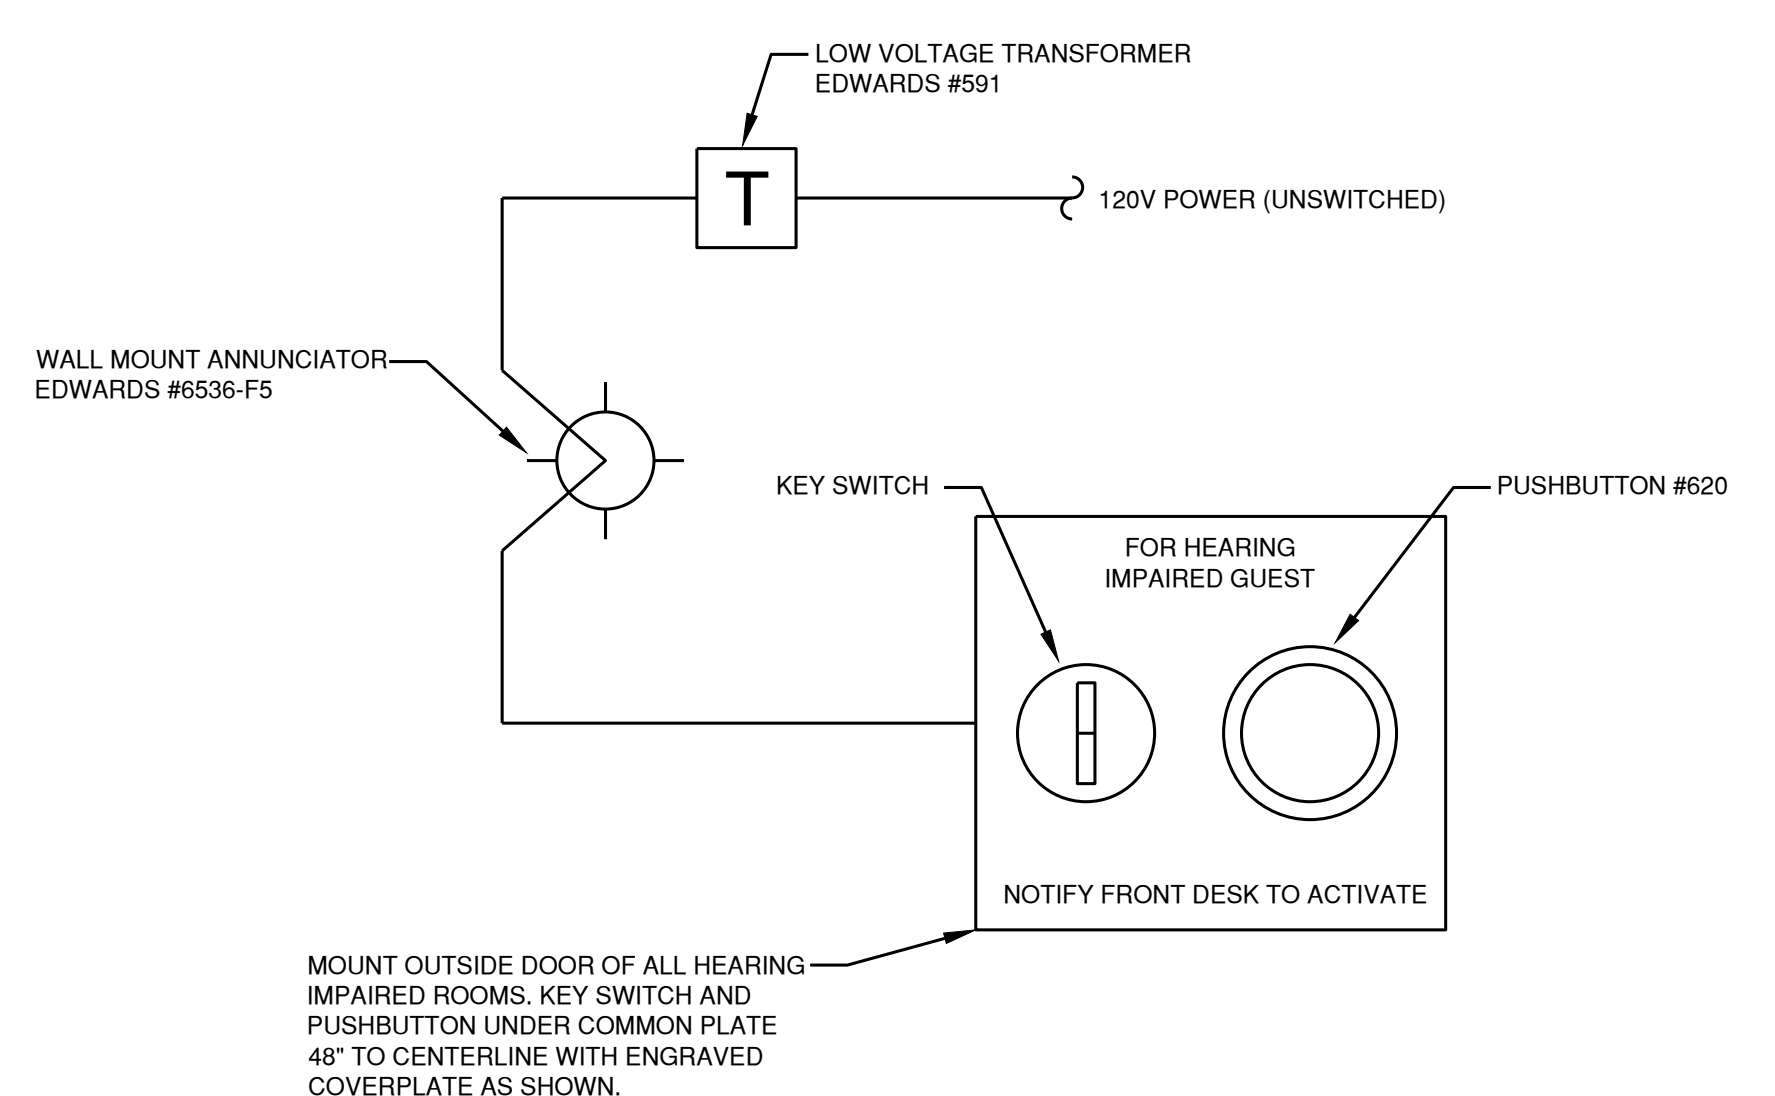 LOW VOLTAGE TRANSFORMER
EDWARDS #591
T
120V POWER (UNSWITCHED)
WALL MOUNT ANNUNCIATOR
EDWARDS #6536-F5
KEY SWITCH
PUSHBUTTON #620
FOR HEARING
IMPAIRED GUEST
NOTIFY FRONT DESK TO ACTIVATE
MOUNT OUTSIDE DOOR OF ALL HEARING
IMPAIRED ROOMS. KEY SWITCH AND
PUSHBUTTON UNDER COMMON PLATE
48" TO CENTERLINE WITH ENGRAVED
COVERPLATE AS SHOWN.